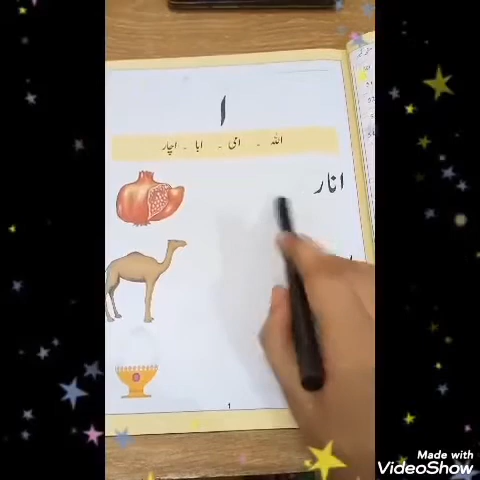 ا
اللہ - امی - ابا - اچار
انار
1
Made with
VideoShow